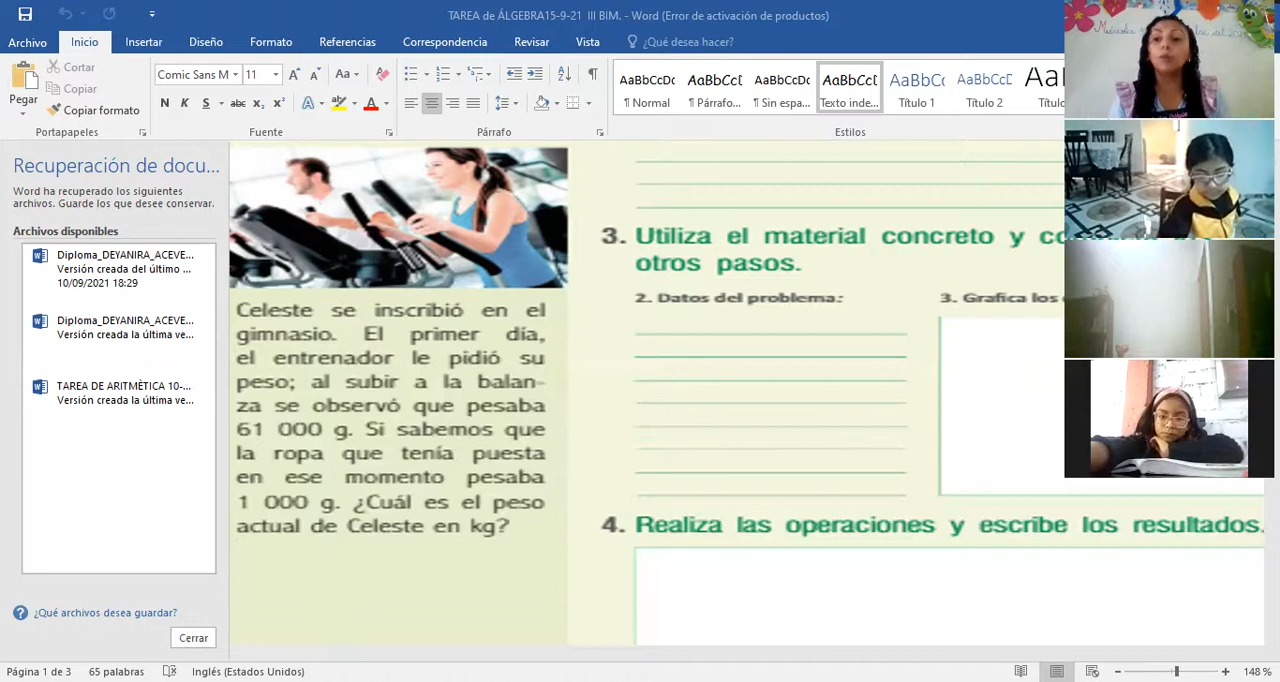 TAREA de ÁLGEBRA15-9-21 III BIM. - Word (Error de activación de productos)
Archivo Inicio Insertar Diseño Formato Referencias Correspondencia Revisar Vista ¿Qué desea hacer?
Pegar
Cortar
Copiar
Copiar formato
Portapapeles
Comic Sans M 11
Aa
N K S abc x₂ x²
Fuente
Párrafo
AaBbCcDc AaBbCcI AaBbCcDc AaBbCcI AaBbCc AaBbCcD Aa
¶ Normal ¶ Párrafo... ¶ Sin espa... Texto inde... Título 1 Título 2 Título
Estilos
Recuperación de docu...
Word ha recuperado los siguientes
archivos. Guarde los que desee conservar.
Archivos disponibles
Diploma_DEYANIRA_ACEVE...
Versión creada del último ...
10/09/2021 18:29
Diploma_DEYANIRA_ACEVE...
Versión creada la última ve...
TAREA DE ARITMÈTICA 10-...
Versión creada la última ve...
¿Qué archivos desea guardar?
Cerrar
Celeste se inscribió en el
gimnasio. El primer día,
el entrenador le pidió su
peso; al subir a la balan-
za se observó que pesaba
61 000 g. Si sabemos que
la ropa que tenía puesta
en ese momento pesaba
1 000 g. ¿Cuál es el peso
actual de Celeste en kg?
3. Utiliza el material concreto y
otros pasos.
2. Datos del problema:
3. Grafica los
4. Realiza las operaciones y escribe los resultados.
Página 1 de 3 65 palabras Inglés (Estados Unidos) 148 %